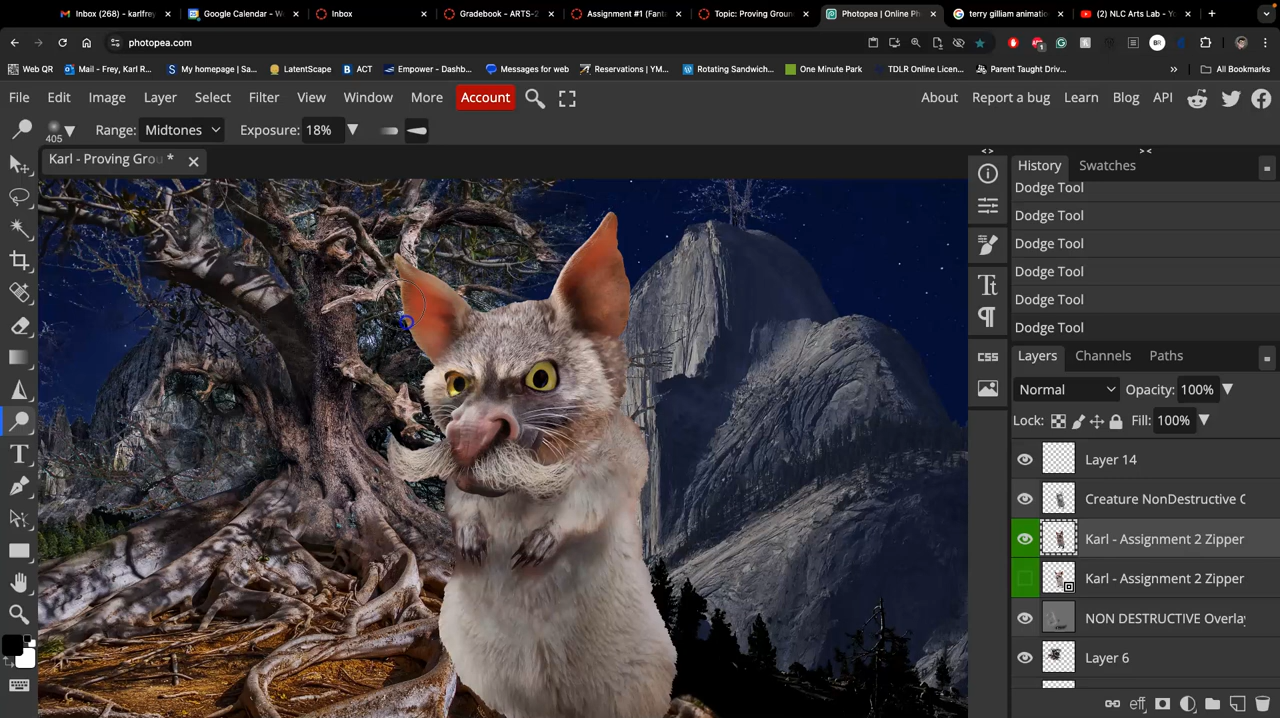 Gmail Inbox (268) - karlfrey
Google Calendar - We
Inbox
Gradebook - ARTS-2
Assignment #1 (Fant
Topic: Proving Groun
Photopea | Online Ph
terry gilliam animatio
(2) NLC Arts Lab - Yo
photopea.com
Web QR
Mail - Frey, Karl R...
My homepage | Sa...
LatentScape
ACT
Empower - Dashb...
Messages for web
Reservations | YM...
Rotating Sandwich...
One Minute Park
TDLR Online Licen...
Parent Taught Driv...
All Bookmarks
File Edit Image Layer Select Filter View Window More Account
About Report a bug Learn Blog API
405 Range: Midtones Exposure: 18%
Karl - Proving Grou *
History Swatches
Dodge Tool
Dodge Tool
Dodge Tool
Dodge Tool
Dodge Tool
Dodge Tool
CSS
Layers Channels Paths
Normal Opacity: 100%
Lock: Fill: 100%
Layer 14
Creature NonDestructive
Karl - Assignment 2 Zipper
Karl - Assignment 2 Zipper
NON DESTRUCTIVE Overlay
Layer 6
eff